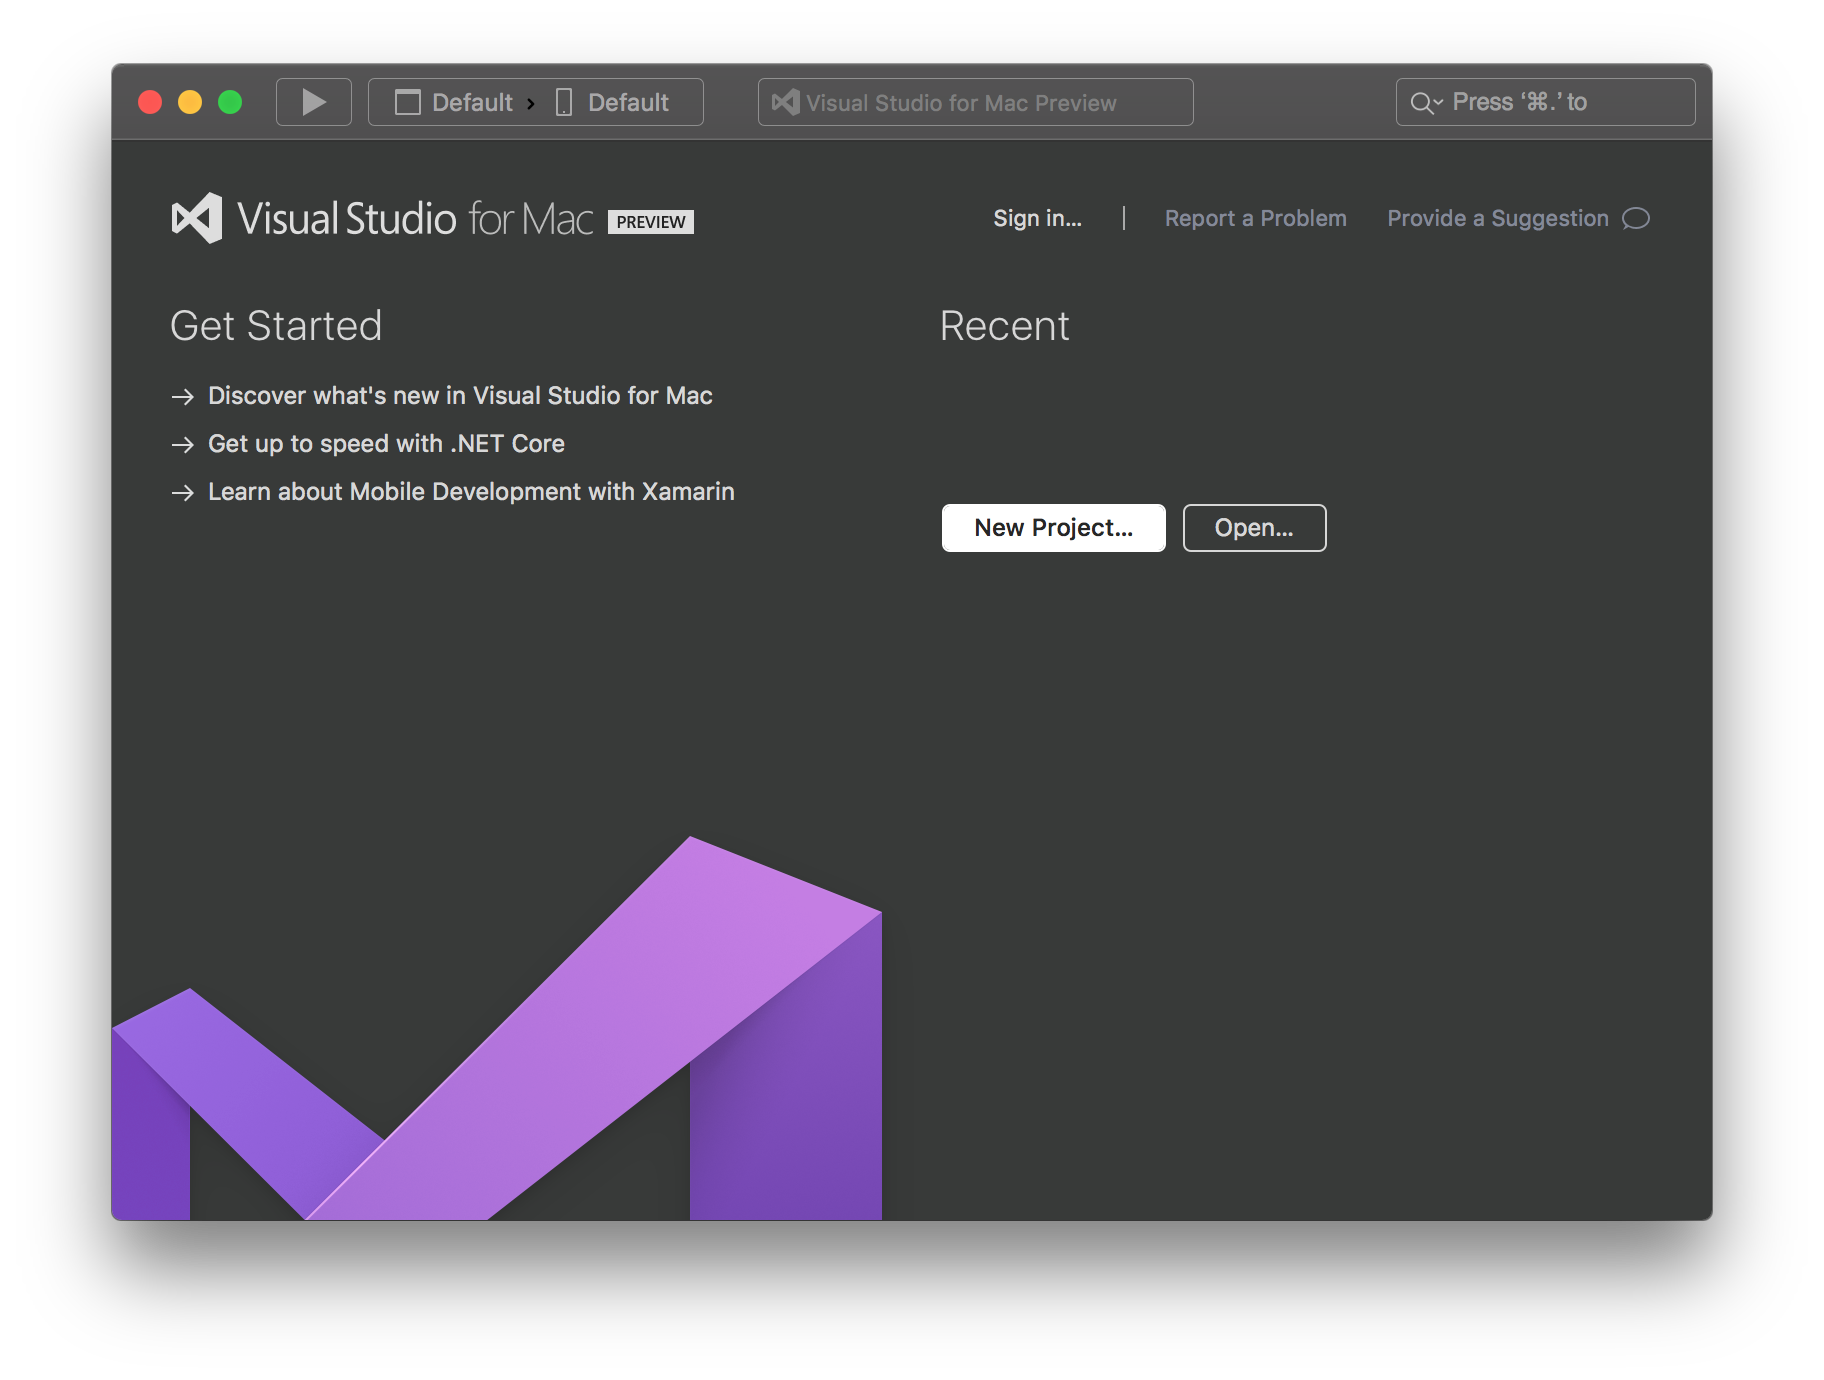 Default › Default
Visual Studio for Mac Preview
Press ‘⌘.’ to
Visual Studio for Mac PREVIEW
Sign in... | Report a Problem Provide a Suggestion
Get Started
→ Discover what's new in Visual Studio for Mac
→ Get up to speed with .NET Core
→ Learn about Mobile Development with Xamarin
Recent
New Project...
Open...